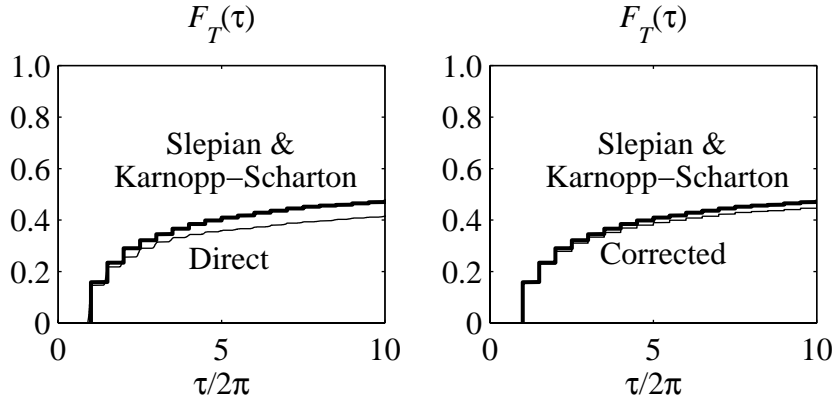 F_T(τ)
1.0
0.8
0.6
0.4
0.2
0
Slepian &
Karnopp–Scharton
Direct
0 5 10
τ/2π
F_T(τ)
1.0
0.8
0.6
0.4
0.2
0
Slepian &
Karnopp–Scharton
Corrected
0 5 10
τ/2π